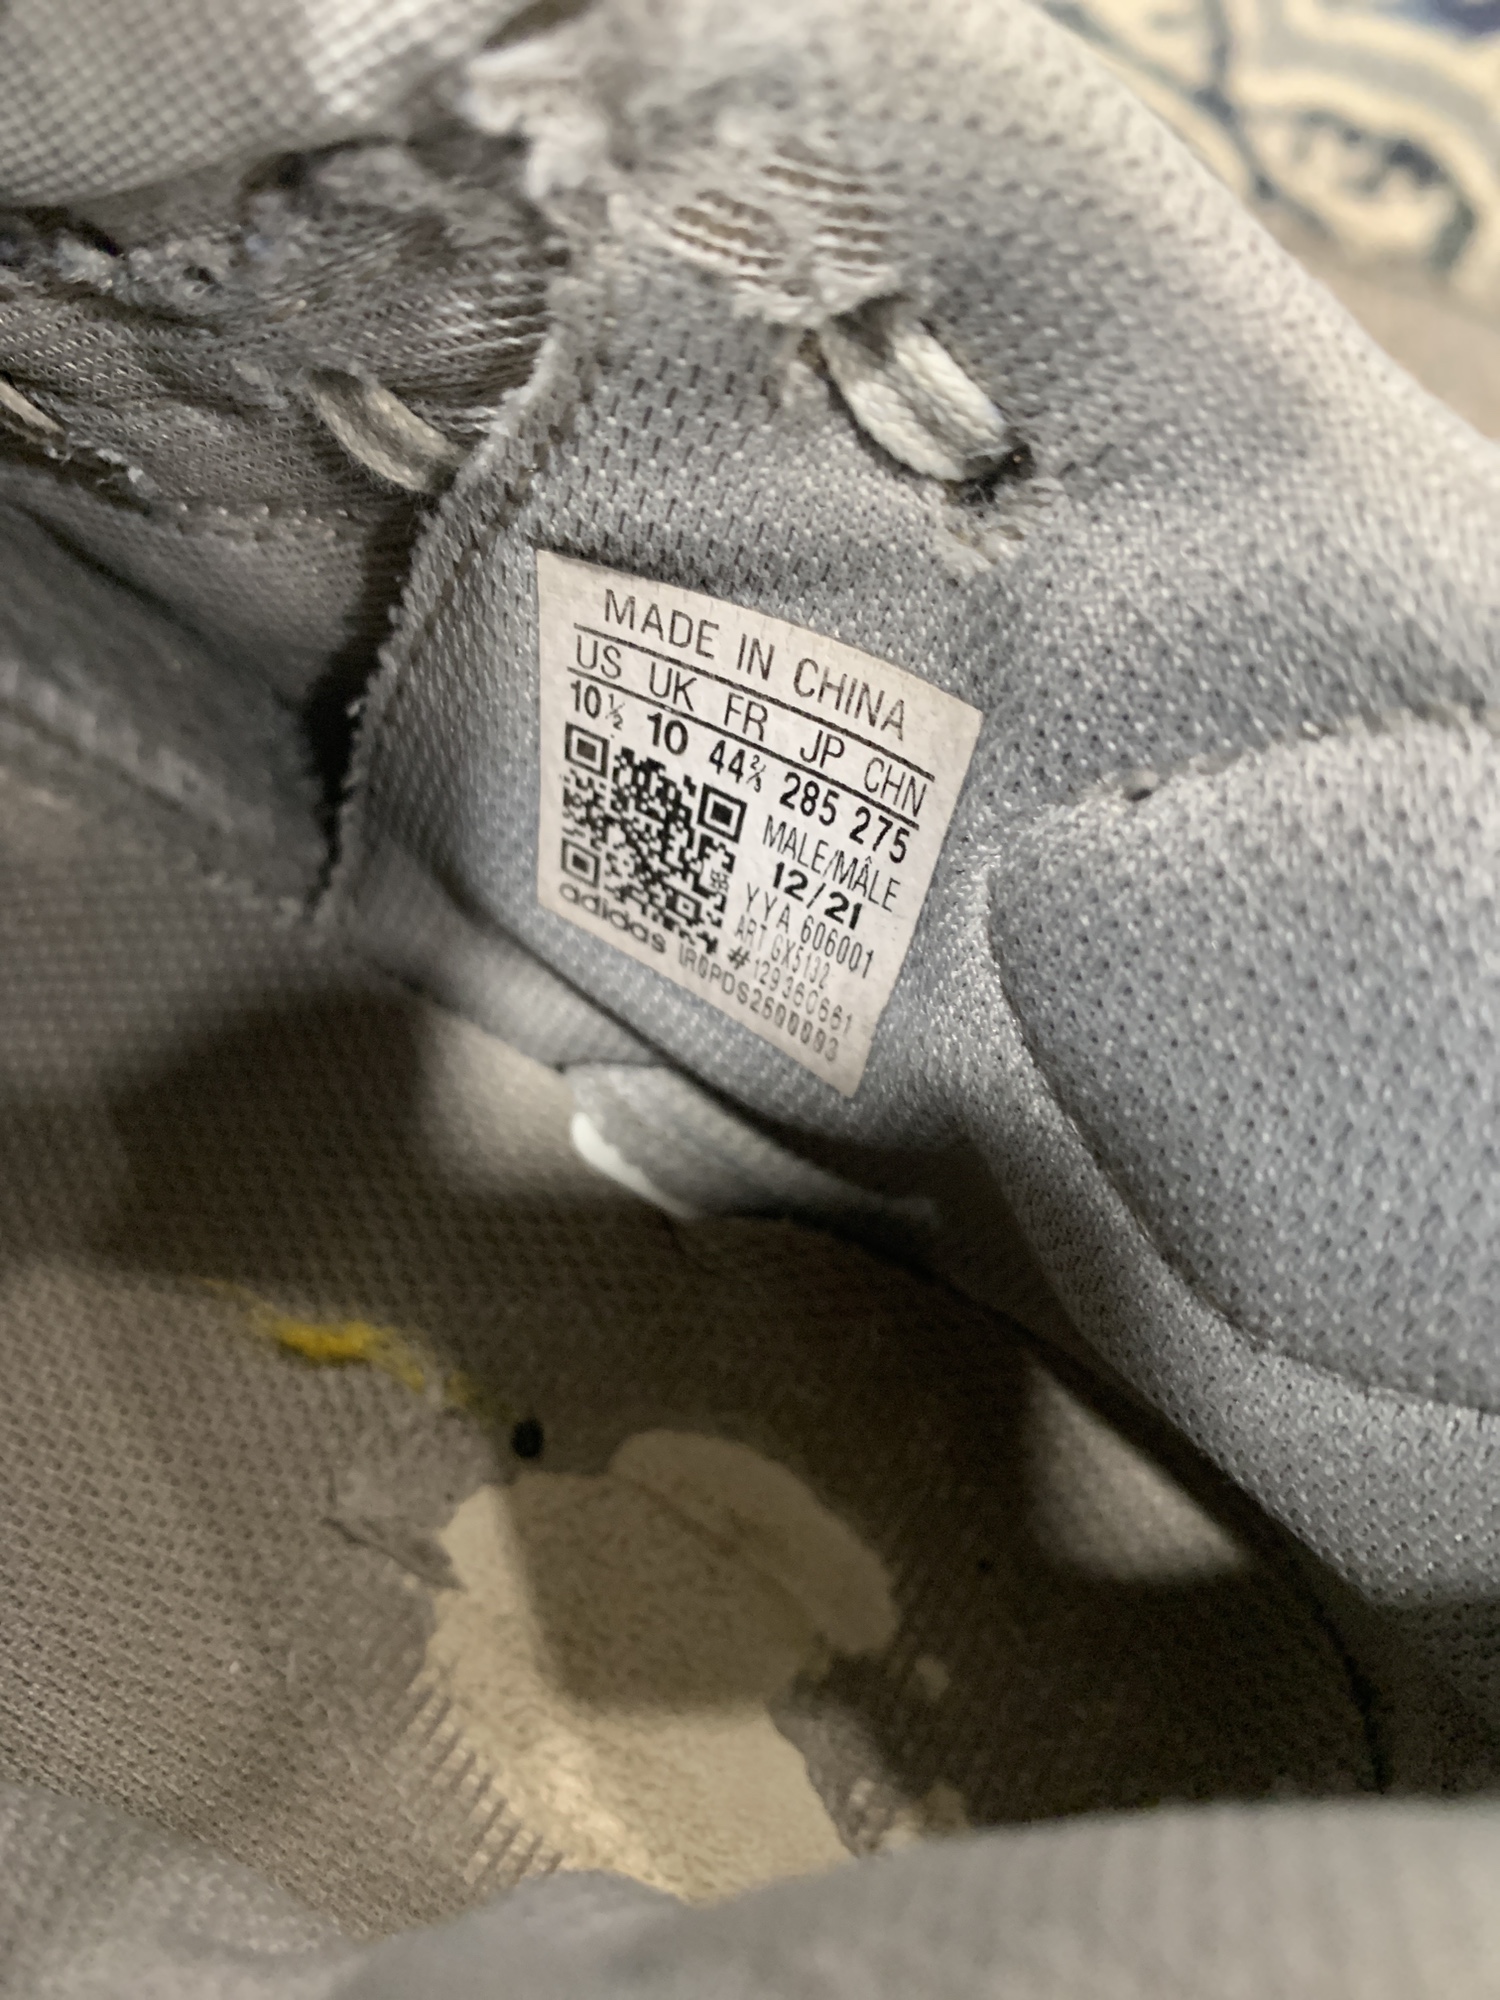 MADE IN CHINA
US UK FR JP CHN
10½ 10 44⅔ 285 275
MALE/MÂLE
12/21
YYA 606001
ART GX5132
#129360661
adidas IRQPDS2600093